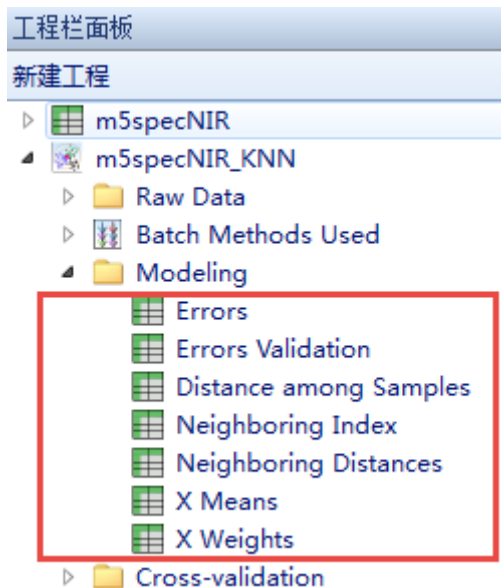 工程栏面板
新建工程
m5specNIR
m5specNIR_KNN
Raw Data
Batch Methods Used
Modeling
Errors
Errors Validation
Distance among Samples
Neighboring Index
Neighboring Distances
X Means
X Weights
Cross-validation